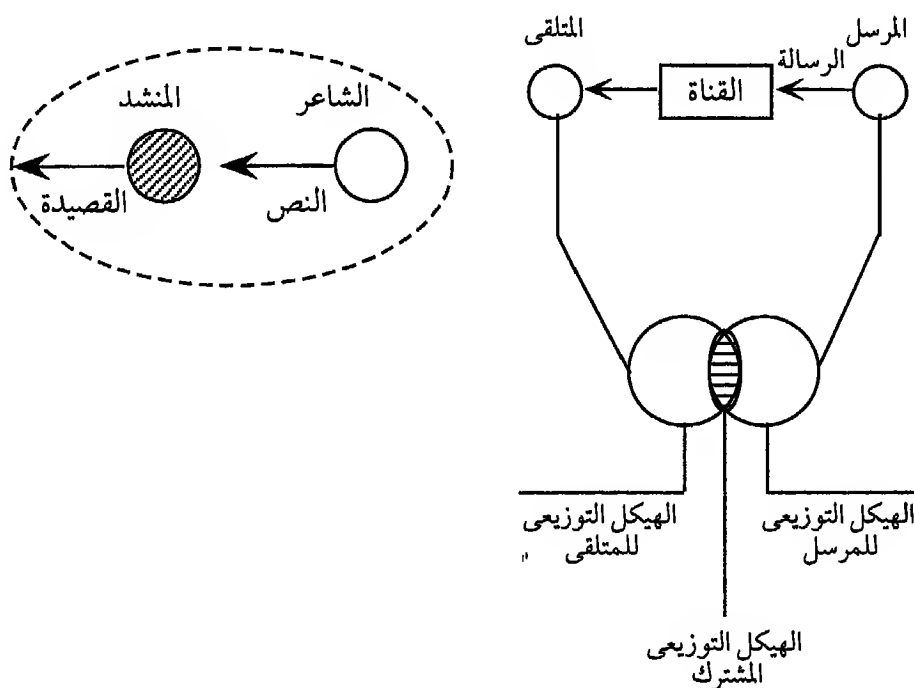 المرسل
المتلقى
الرسالة
القناة
الشاعر
المنشد
النص
القصيدة
الهيكل التوزيعى
للمرسل
الهيكل التوزيعى
للمتلقى
الهيكل التوزيعى
المشترك